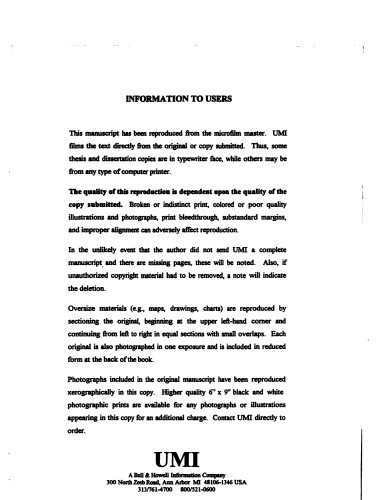 INFORMATION TO USERS
This manuscript has been reproduced from the microfilm master. UMI
films the text directly from the original or copy submitted. Thus, some
thesis and dissertation copies are in typewriter face, while others may be
from any type of computer printer.
The quality of this reproduction is dependent upon the quality of the
copy submitted. Broken or indistinct print, colored or poor quality
illustrations and photographs, print bleedthrough, substandard margins,
and improper alignment can adversely affect reproduction.
In the unlikely event that the author did not send UMI a complete
manuscript and there are missing pages, these will be noted. Also, if
unauthorized copyright material had to be removed, a note will indicate
the deletion.
Oversize materials (e.g., maps, drawings, charts) are reproduced by
sectioning the original, beginning at the upper left-hand corner and
continuing from left to right in equal sections with small overlaps. Each
original is also photographed in one exposure and is included in reduced
form at the back of the book.
Photographs included in the original manuscript have been reproduced
xerographically in this copy. Higher quality 6" x 9" black and white
photographic prints are available for any photographs or illustrations
appearing in this copy for an additional charge. Contact UMI directly to
order.
UMI
A Bell & Howell Information Company
300 North Zeeb Road, Ann Arbor MI 48106-1346 USA
313/761-4700 800/521-0600